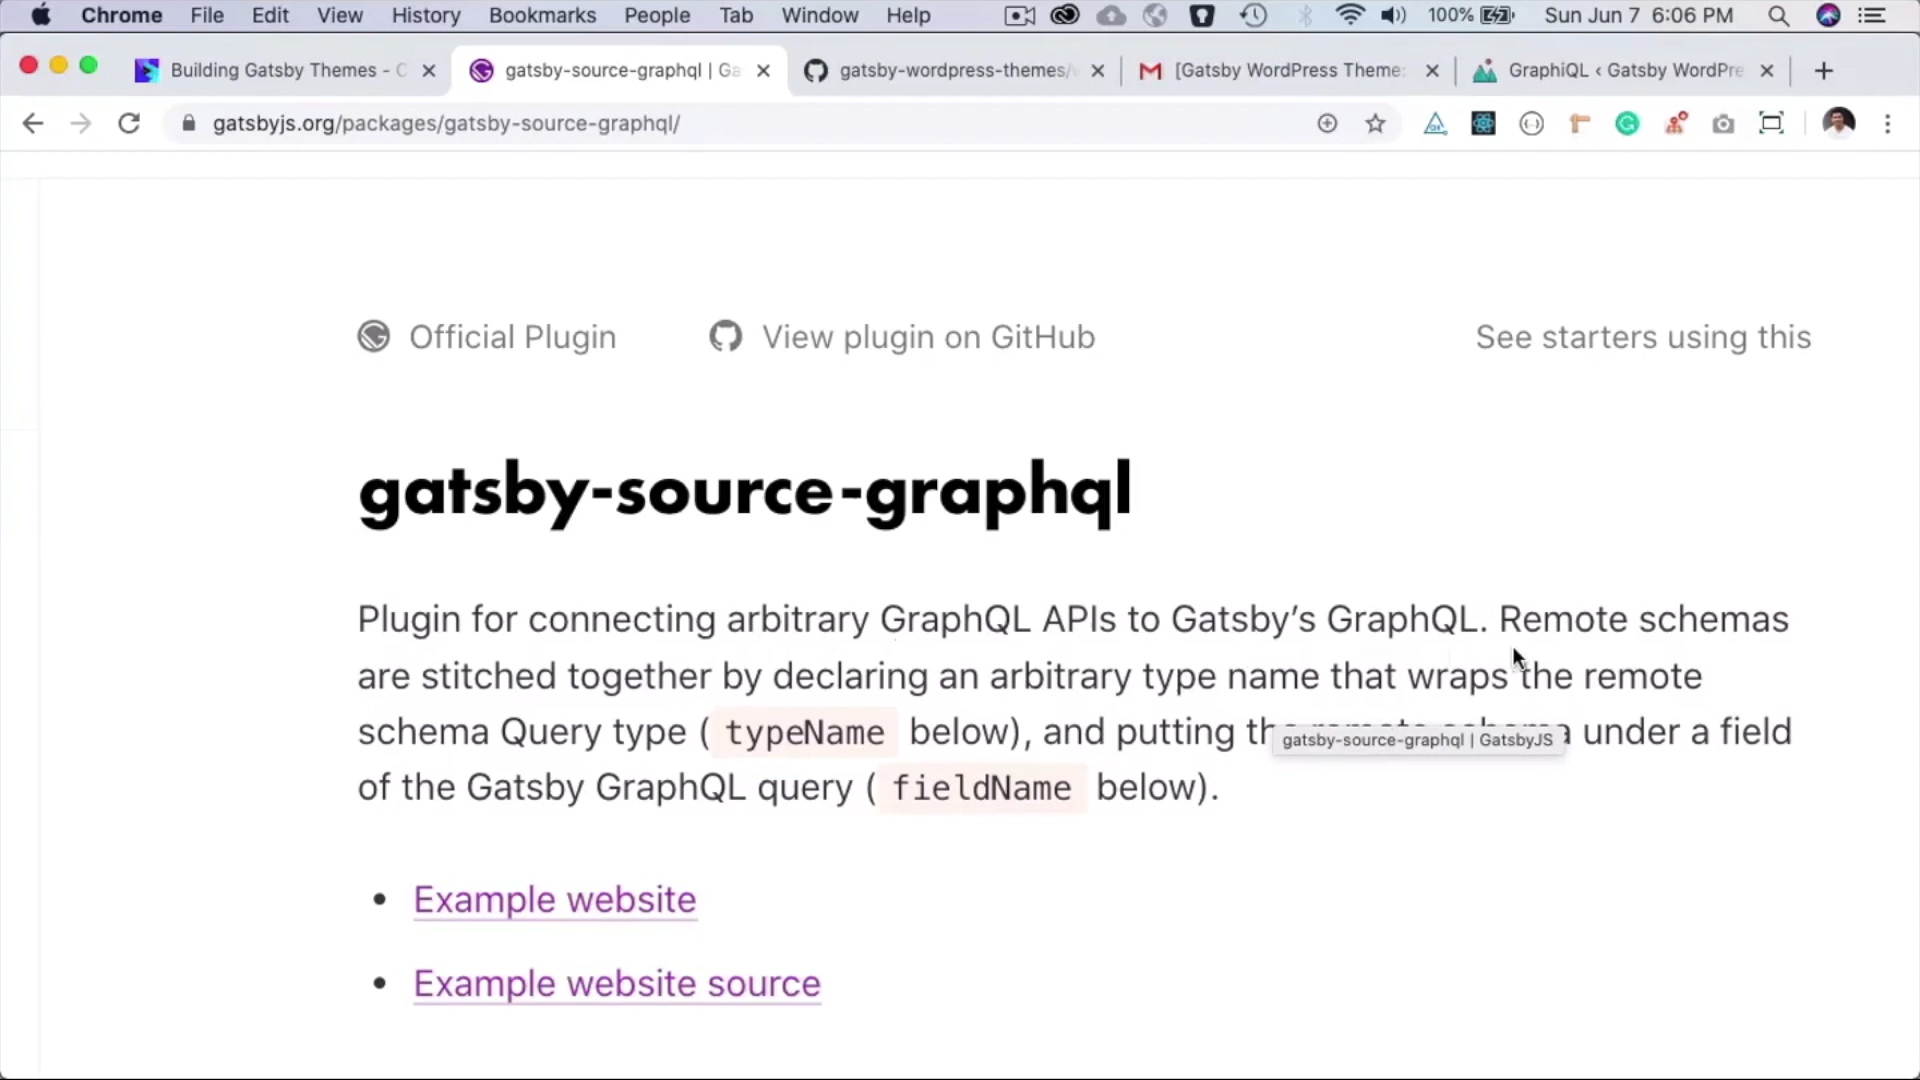 Chrome File Edit View History Bookmarks People Tab Window Help 100% Sun Jun 7 6:06 PM
Building Gatsby Themes - C gatsby-source-graphql | Ga gatsby-wordpress-themes/ [Gatsby WordPress Theme: GraphiQL ‹ Gatsby WordPre
gatsbyjs.org/packages/gatsby-source-graphql/
Official Plugin View plugin on GitHub See starters using this
gatsby-source-graphql
Plugin for connecting arbitrary GraphQL APIs to Gatsby’s GraphQL. Remote schemas
are stitched together by declaring an arbitrary type name that wraps the remote
schema Query type ( typeName below), and putting the remote schema under a field
gatsby-source-graphql | GatsbyJS
of the Gatsby GraphQL query ( fieldName below).
• Example website
• Example website source